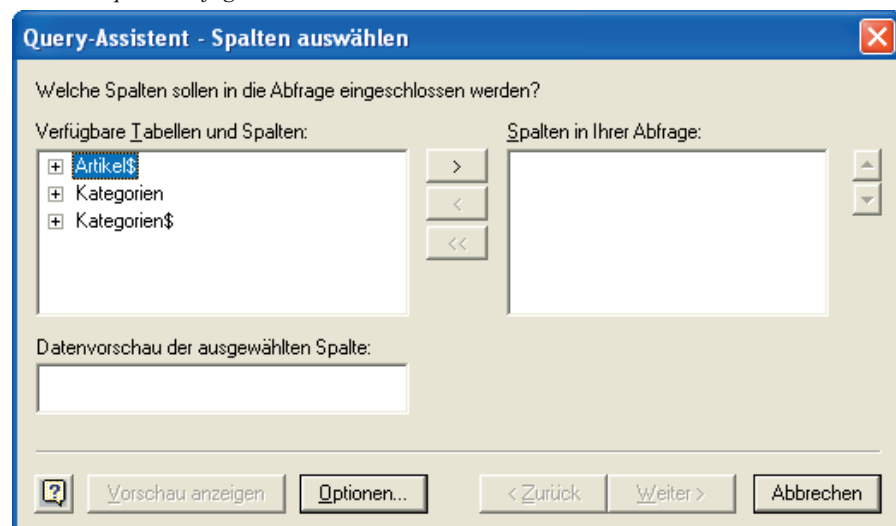 Query-Assistent - Spalten auswählen
Welche Spalten sollen in die Abfrage eingeschlossen werden?
Verfügbare Tabellen und Spalten:
Spalten in Ihrer Abfrage:
Artikel$
Kategorien
Kategorien$
>
<
<<
Datenvorschau der ausgewählten Spalte:
Vorschau anzeigen
Optionen...
< Zurück
Weiter >
Abbrechen